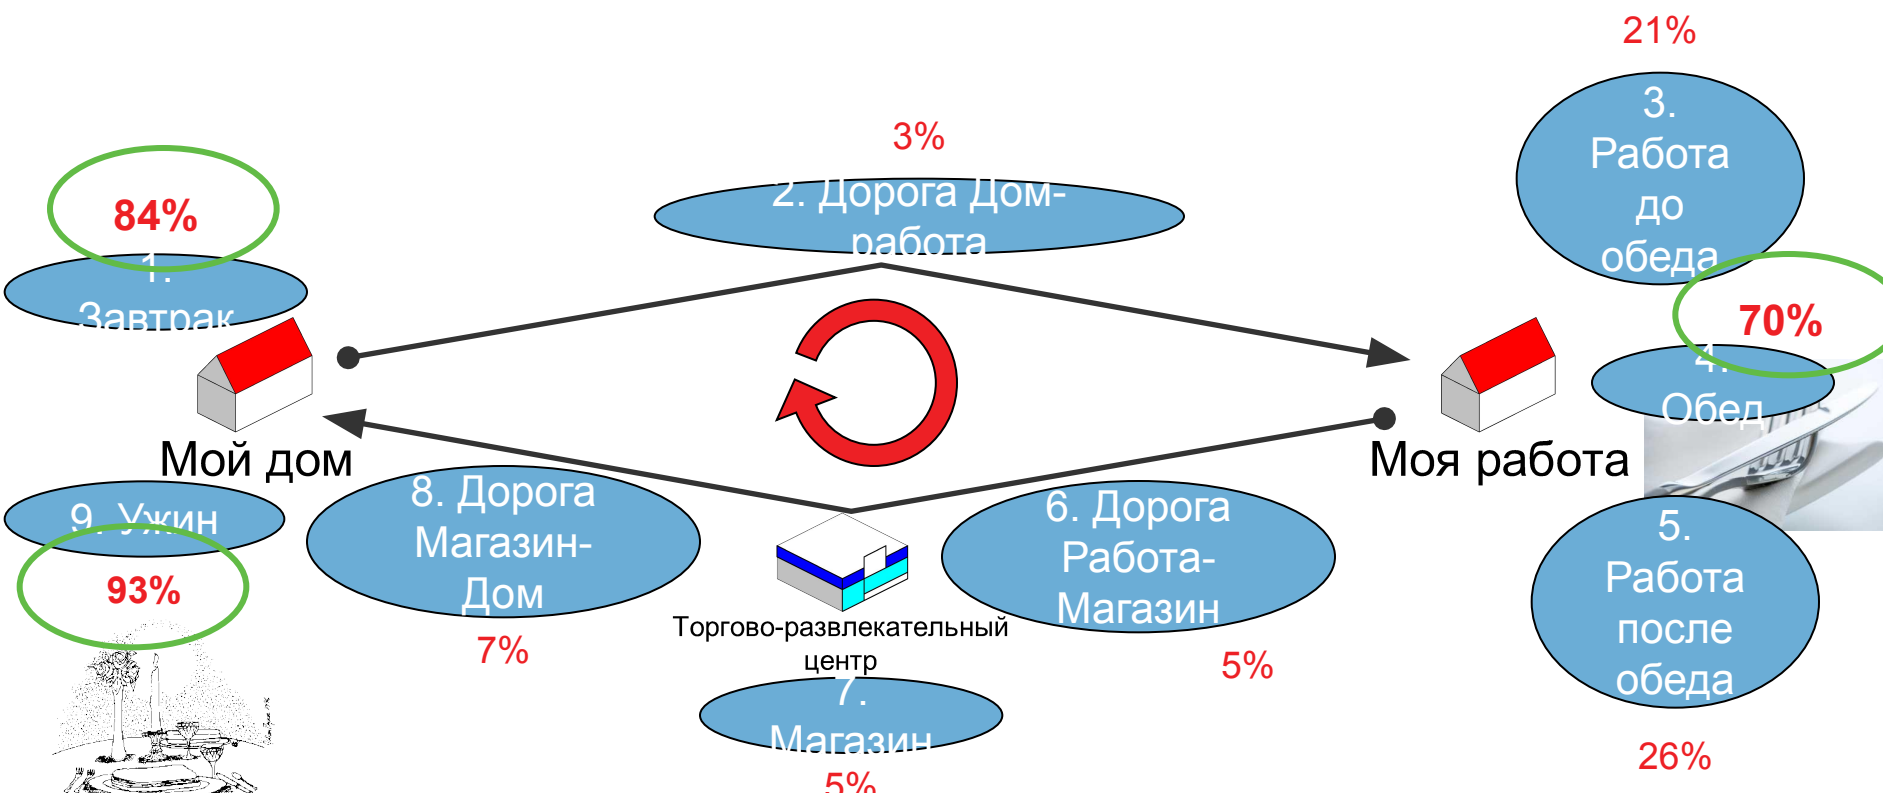 21%
3.
Работа
до
обеда
3%
2. Дорога Дом-
работа
84%
1.
Завтрак
70%
4.
Обед
Мой дом
Моя работа
9. Ужин
93%
8. Дорога
Магазин-
Дом
7%
6. Дорога
Работа-
Магазин
5%
5.
Работа
после
обеда
26%
Торгово-развлекательный
центр
7.
Магазин
5%